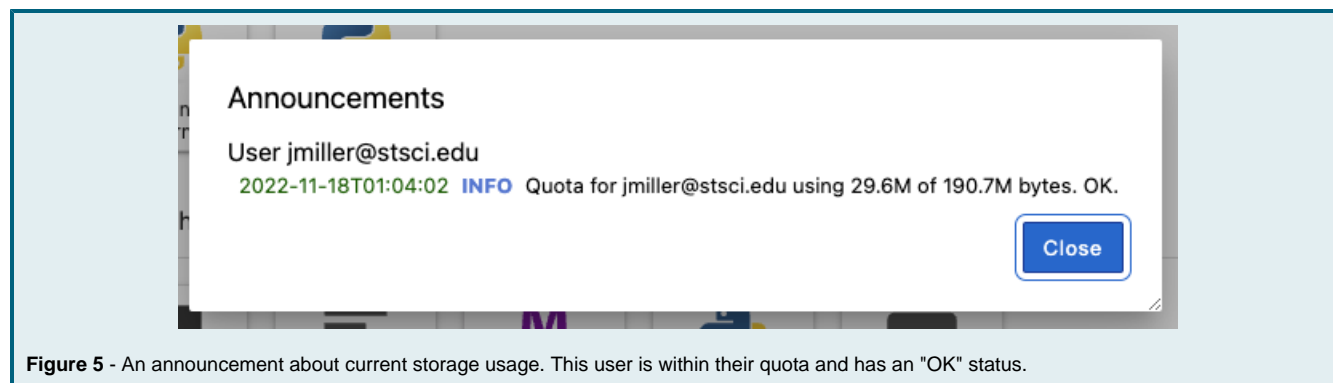 Announcements
User jmiller@stsci.edu
2022-11-18T01:04:02 INFO Quota for jmiller@stsci.edu using 29.6M of 190.7M bytes. OK.
Close
M
Figure 5 - An announcement about current storage usage. This user is within their quota and has an "OK" status.